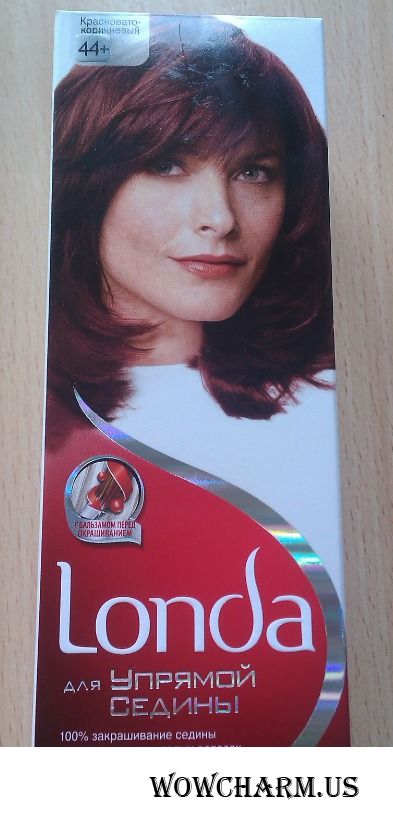 Красновато-
коричневый
44+
С БАЛЬЗАМОМ ПЕРЕД
ОКРАШИВАНИЕМ
Londa
для Упрямой
Седины
100% закрашивание седины
WOWCHARM.US